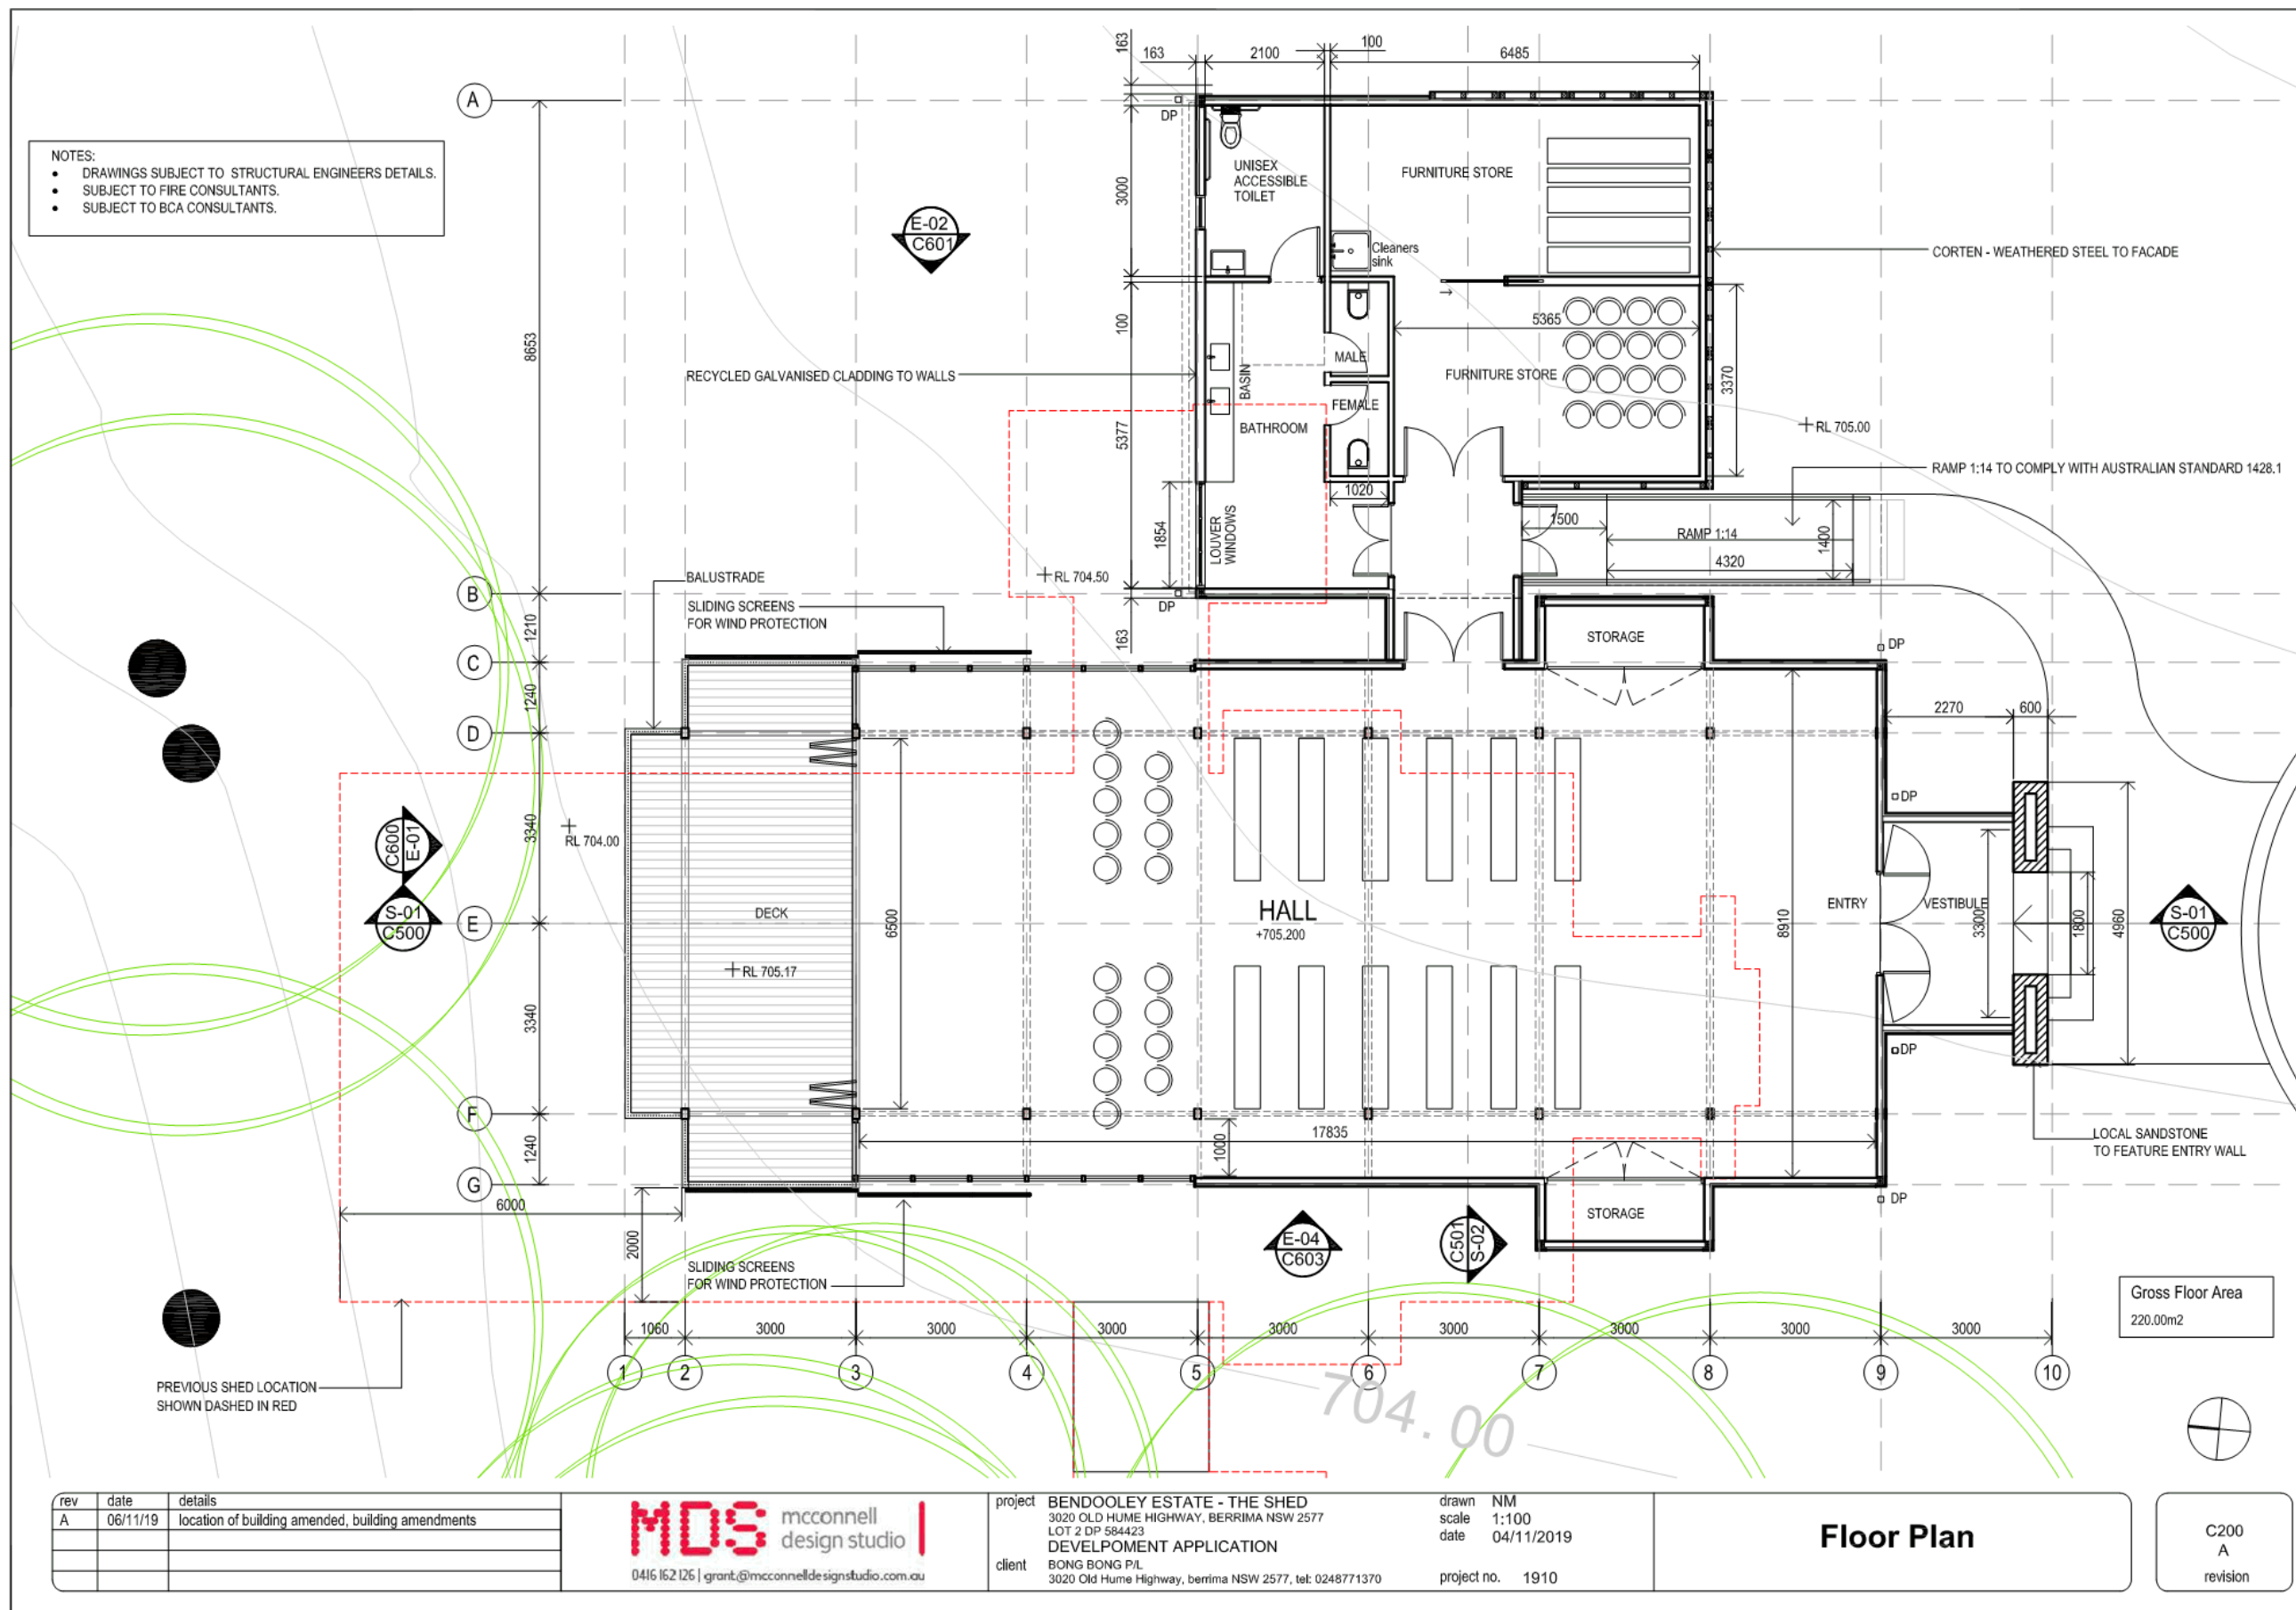 163
163
2100
100
6485
A
DP
NOTES:
• DRAWINGS SUBJECT TO STRUCTURAL ENGINEERS DETAILS.
• SUBJECT TO FIRE CONSULTANTS.
• SUBJECT TO BCA CONSULTANTS.
UNISEX
ACCESSIBLE
TOILET
FURNITURE STORE
3000
E-02
C601
Cleaners
sink
CORTEN - WEATHERED STEEL TO FACADE
8653
100
5365
MALE
RECYCLED GALVANISED CLADDING TO WALLS
BASIN
FURNITURE STORE
3370
FEMALE
BATHROOM
5377
RL 705.00
RAMP 1:14 TO COMPLY WITH AUSTRALIAN STANDARD 1428.1
1020
1854
LOUVER
WINDOWS
1500
RAMP 1:14
1400
4320
BALUSTRADE
RL 704.50
B
DP
SLIDING SCREENS
FOR WIND PROTECTION
1210
163
STORAGE
DP
C
1240
2270
600
D
DP
3340
RL 704.00
C600
E-01
S-01
C500
E
DECK
6500
HALL
+705.200
8910
ENTRY
VESTIBULE
3300
1800
4960
S-01
C500
RL 705.17
3340
DP
F
1240
1000
17835
LOCAL SANDSTONE
TO FEATURE ENTRY WALL
G
6000
2000
STORAGE
DP
E-04
C603
C501
S-02
SLIDING SCREENS
FOR WIND PROTECTION
Gross Floor Area
220.00m2
1060
3000
3000
3000
3000
3000
3000
3000
3000
1
2
3
4
5
6
7
8
9
10
PREVIOUS SHED LOCATION
SHOWN DASHED IN RED
704.00
rev date details
A 06/11/19 location of building amended, building amendments
MDS
mcconnell
design studio
0416 162 126 | grant@mcconnelldesignstudio.com.au
project BENDOOLEY ESTATE - THE SHED
3020 OLD HUME HIGHWAY, BERRIMA NSW 2577
LOT 2 DP 584423
DEVELPOMENT APPLICATION
client BONG BONG P/L
3020 Old Hume Highway, berrima NSW 2577, tel: 0248771370
drawn NM
scale 1:100
date 04/11/2019
project no. 1910
Floor Plan
C200
A
revision